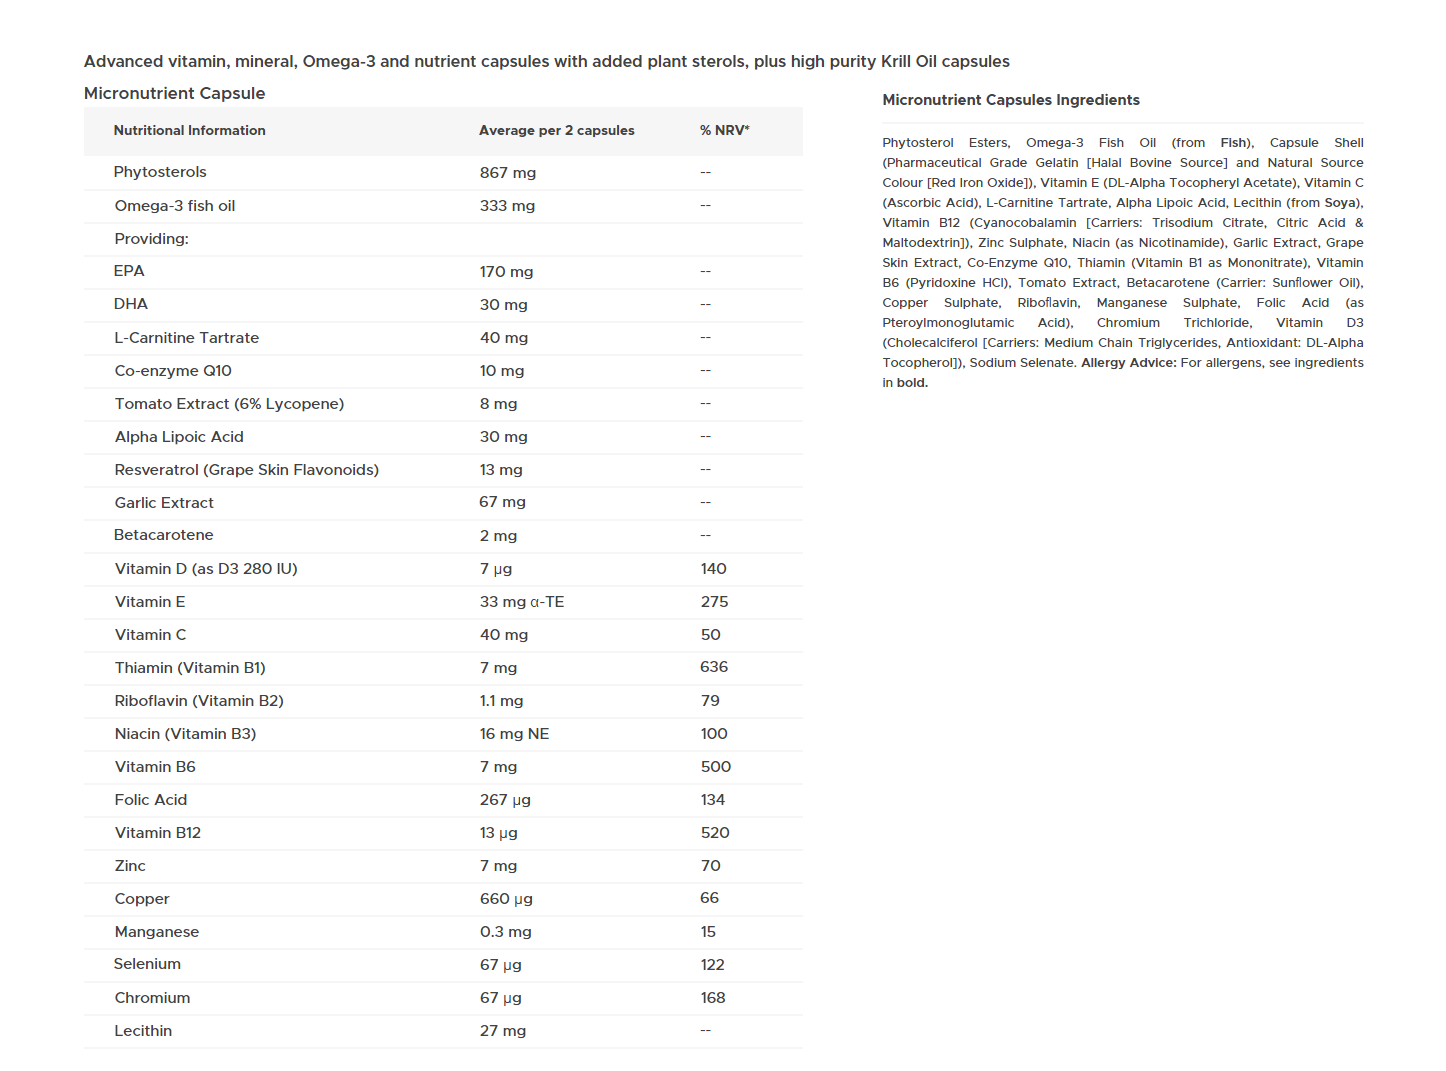 Advanced vitamin, mineral, Omega-3 and nutrient capsules with added plant sterols, plus high purity Krill Oil capsules
Micronutrient Capsule
Nutritional Information Average per 2 capsules % NRV*
Phytosterols 867 mg --
Omega-3 fish oil 333 mg --
Providing:
EPA 170 mg --
DHA 30 mg --
L-Carnitine Tartrate 40 mg --
Co-enzyme Q10 10 mg --
Tomato Extract (6% Lycopene) 8 mg --
Alpha Lipoic Acid 30 mg --
Resveratrol (Grape Skin Flavonoids) 13 mg --
Garlic Extract 67 mg --
Betacarotene 2 mg --
Vitamin D (as D3 280 IU) 7 µg 140
Vitamin E 33 mg α-TE 275
Vitamin C 40 mg 50
Thiamin (Vitamin B1) 7 mg 636
Riboflavin (Vitamin B2) 1.1 mg 79
Niacin (Vitamin B3) 16 mg NE 100
Vitamin B6 7 mg 500
Folic Acid 267 µg 134
Vitamin B12 13 µg 520
Zinc 7 mg 70
Copper 660 µg 66
Manganese 0.3 mg 15
Selenium 67 µg 122
Chromium 67 µg 168
Lecithin 27 mg --
Micronutrient Capsules Ingredients
Phytosterol Esters, Omega-3 Fish Oil (from Fish), Capsule Shell
(Pharmaceutical Grade Gelatin [Halal Bovine Source] and Natural Source
Colour [Red Iron Oxide]), Vitamin E (DL-Alpha Tocopheryl Acetate), Vitamin C
(Ascorbic Acid), L-Carnitine Tartrate, Alpha Lipoic Acid, Lecithin (from Soya),
Vitamin B12 (Cyanocobalamin [Carriers: Trisodium Citrate, Citric Acid &
Maltodextrin]), Zinc Sulphate, Niacin (as Nicotinamide), Garlic Extract, Grape
Skin Extract, Co-Enzyme Q10, Thiamin (Vitamin B1 as Mononitrate), Vitamin
B6 (Pyridoxine HCl), Tomato Extract, Betacarotene (Carrier: Sunflower Oil),
Copper Sulphate, Riboflavin, Manganese Sulphate, Folic Acid (as
Pteroylmonoglutamic Acid), Chromium Trichloride, Vitamin D3
(Cholecalciferol [Carriers: Medium Chain Triglycerides, Antioxidant: DL-Alpha
Tocopherol]), Sodium Selenate. Allergy Advice: For allergens, see ingredients
in bold.